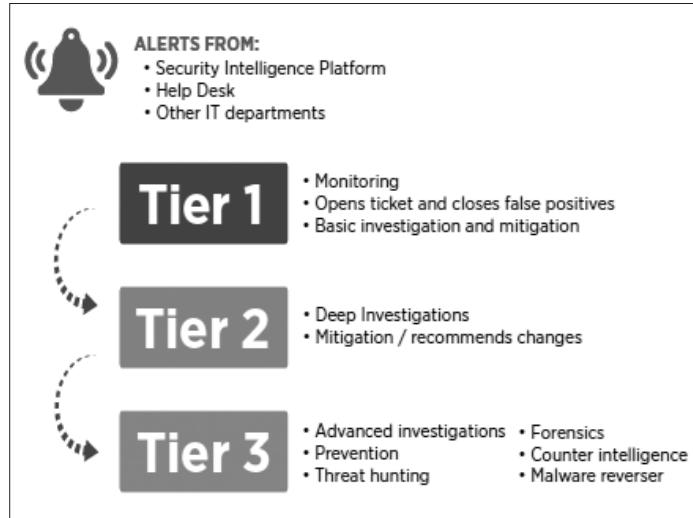 ALERTS FROM:
• Security Intelligence Platform
• Help Desk
• Other IT departments
Tier 1
• Monitoring
• Opens ticket and closes false positives
• Basic investigation and mitigation
Tier 2
• Deep Investigations
• Mitigation / recommends changes
Tier 3
• Advanced investigations
• Prevention
• Threat hunting
• Forensics
• Counter intelligence
• Malware reverser